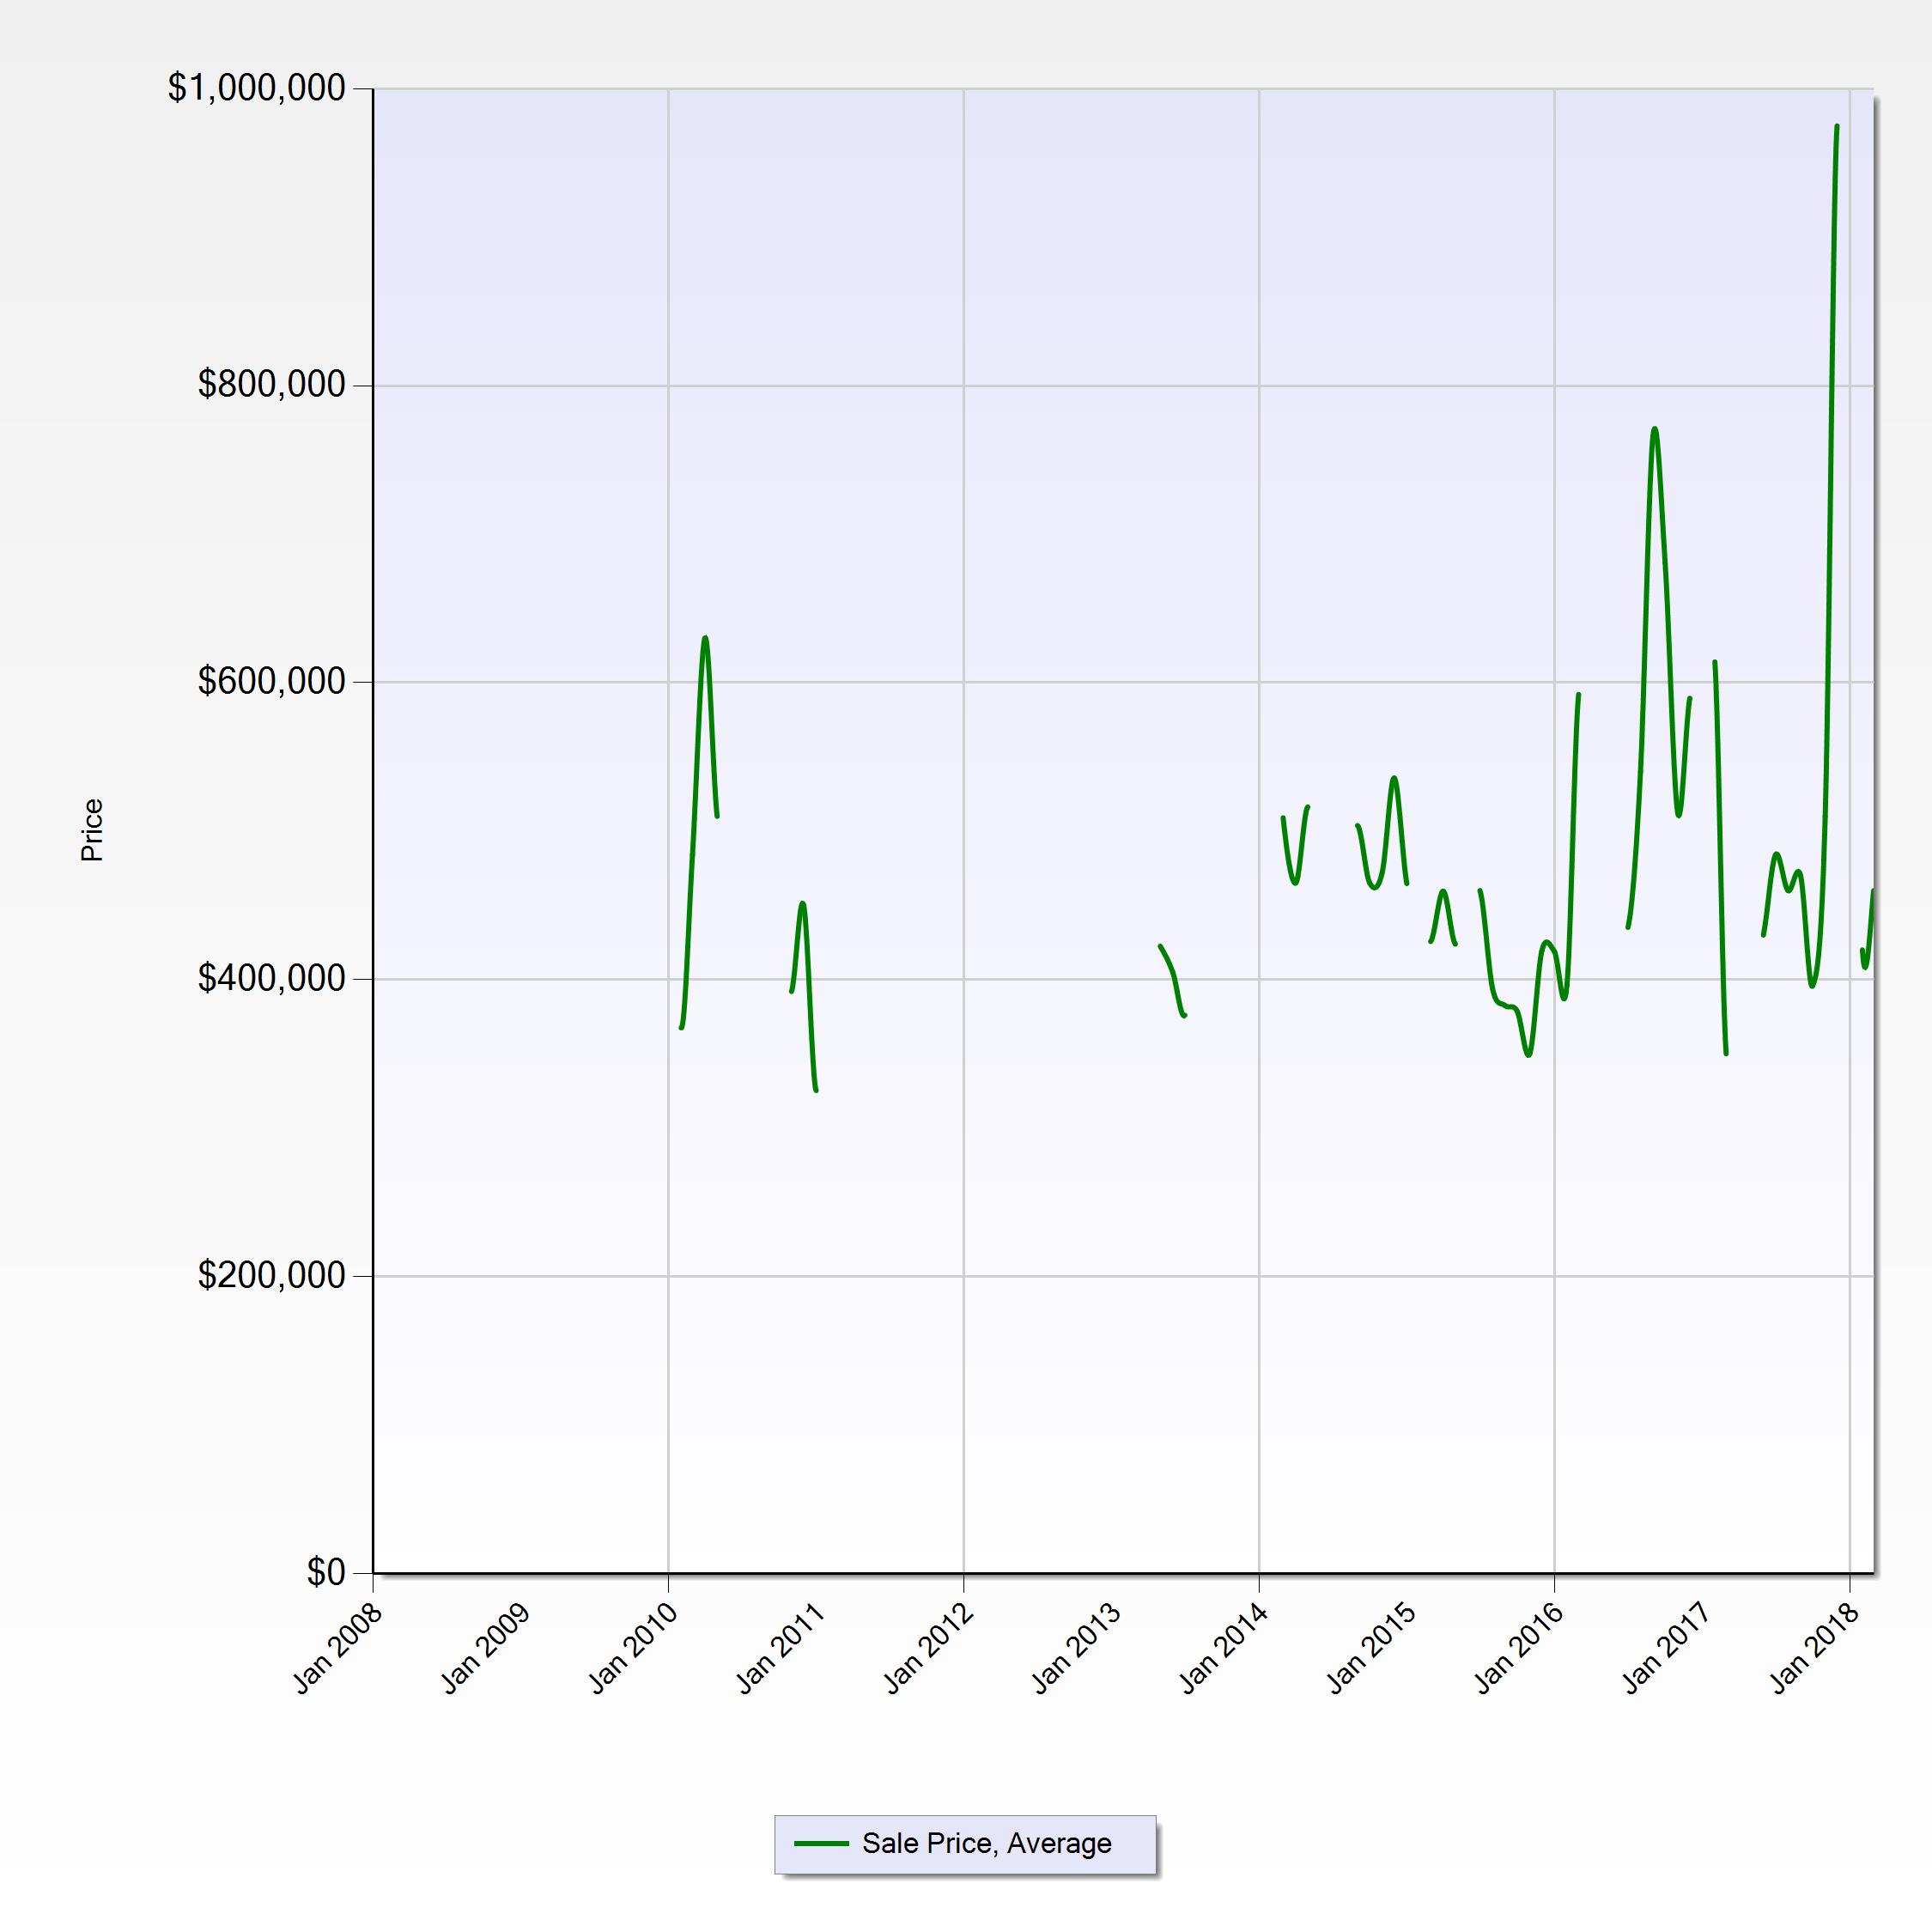 $1,000,000
$800,000
$600,000
$400,000
$200,000
$0
Price
Jan 2008
Jan 2009
Jan 2010
Jan 2011
Jan 2012
Jan 2013
Jan 2014
Jan 2015
Jan 2016
Jan 2017
Jan 2018
Sale Price, Average